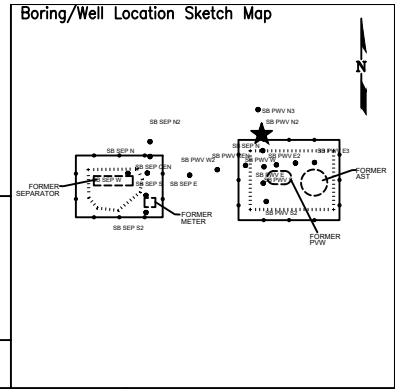 Boring/Well Location Sketch Map
N
SB PWV N3
SB SEP N2
SB PWV N2
SB SEP N
SB SEP N
SB PWV E3
SB PWV W2
SB PWV E2
SB SEP CEN
SB SEP W
SB SEP S
SB SEP E
SB PWV E
SB PWV S2
SB SEP S2
FORMER
SEPARATOR
FORMER
METER
FORMER
AST
FORMER
PVW